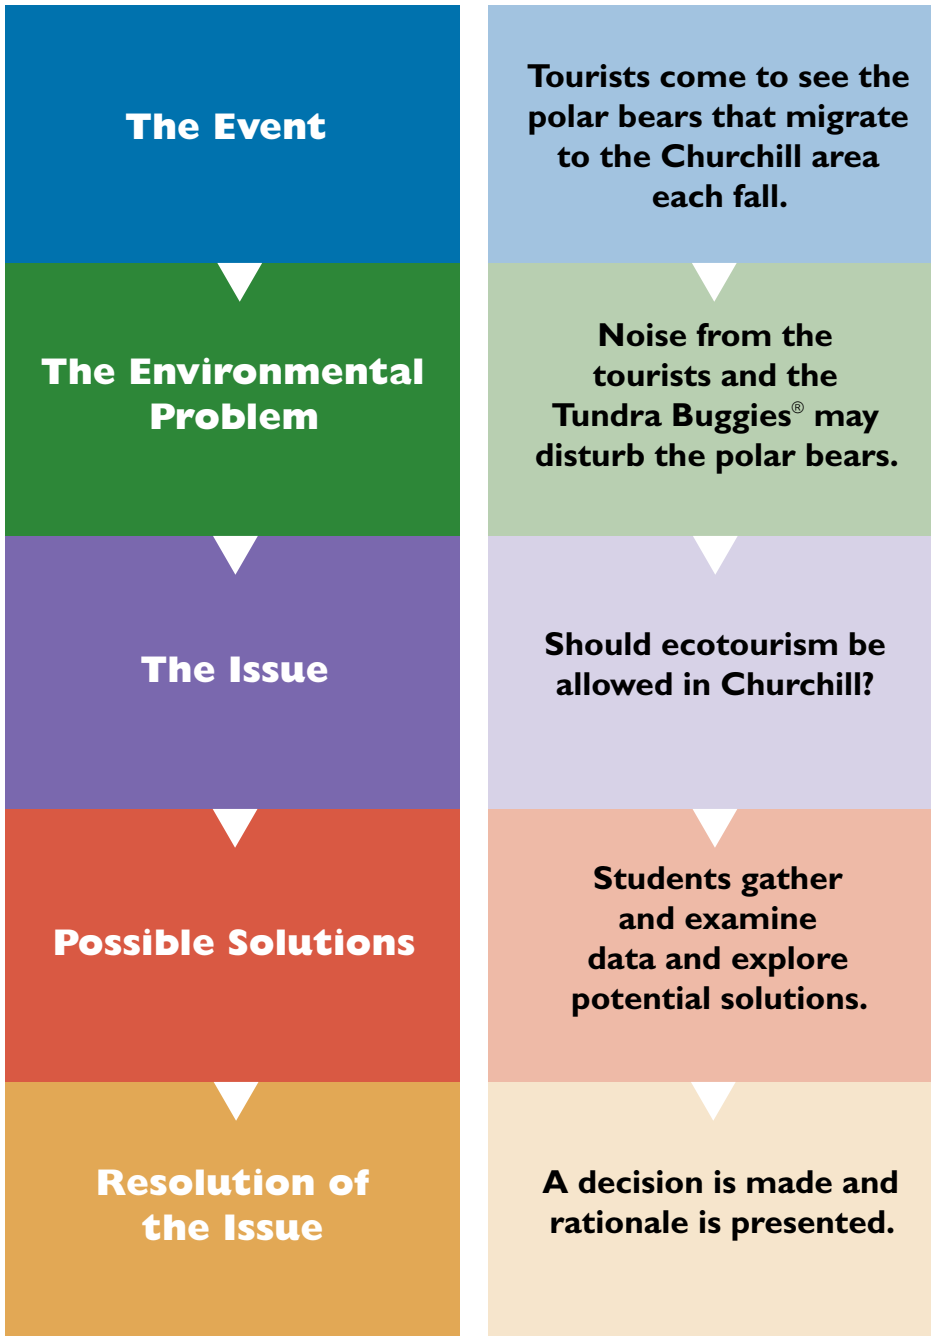 The Event
Tourists come to see the
polar bears that migrate
to the Churchill area
each fall.
The Environmental
Problem
Noise from the
tourists and the
Tundra Buggies® may
disturb the polar bears.
The Issue
Should ecotourism be
allowed in Churchill?
Possible Solutions
Students gather
and examine
data and explore
potential solutions.
Resolution of
the Issue
A decision is made and
rationale is presented.